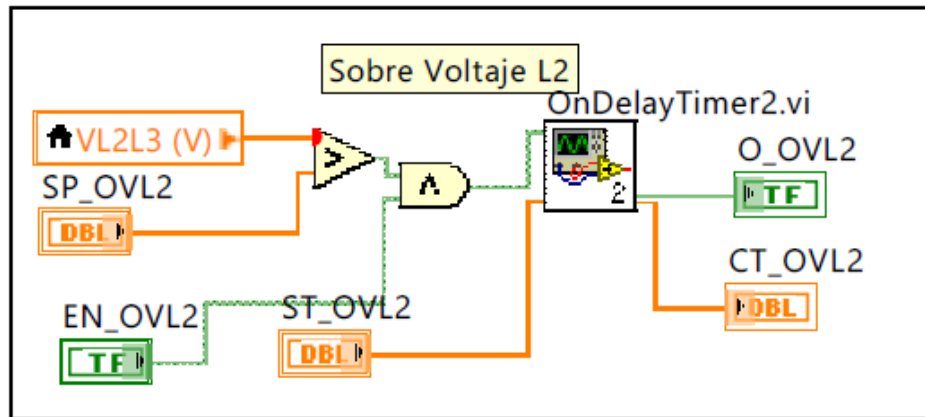 Sobre Voltaje L2
OnDelayTimer2.vi
VL2L3 (V)
>
O_OVL2
TF
SP_OVL2
DBL
∧
2
CT_OVL2
DBL
EN_OVL2
TF
ST_OVL2
DBL